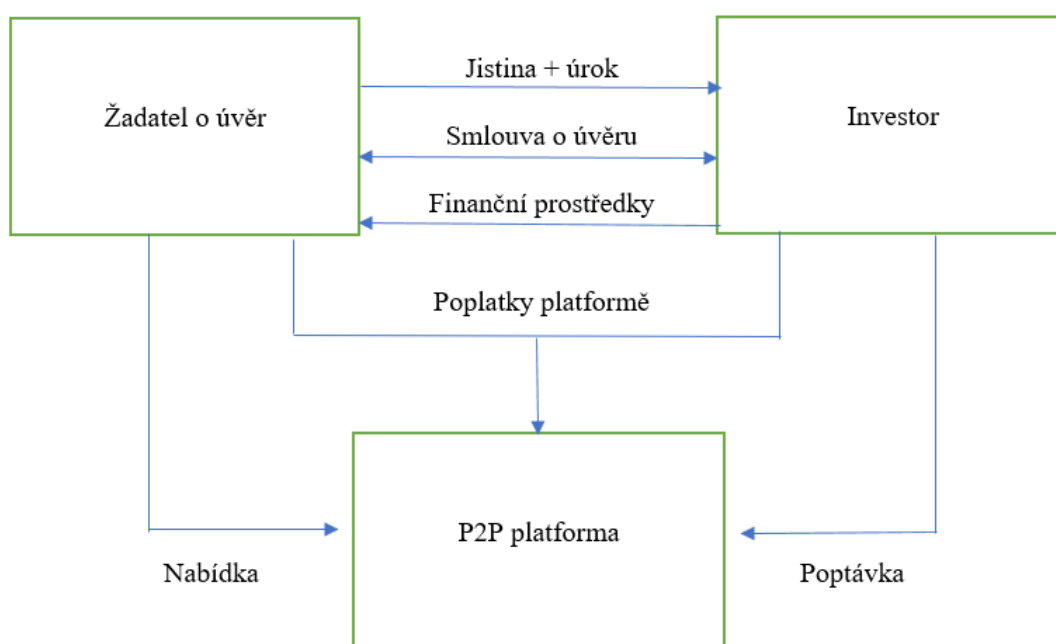 Jistina + úrok
Žadatel o úvěr
Investor
Smlouva o úvěru
Finanční prostředky
Poplatky platformě
P2P platforma
Nabídka
Poptávka